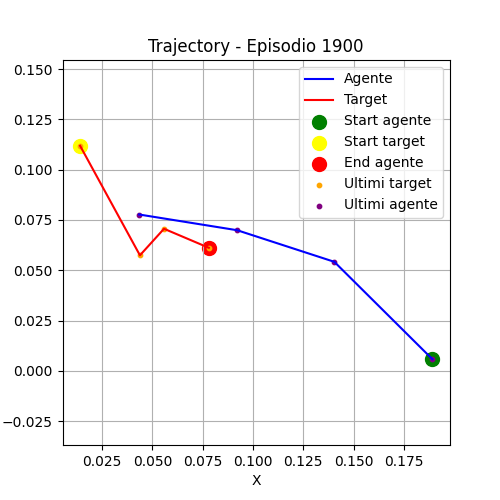 Trajectory - Episodio 1900
0.150
0.125
0.100
0.075
0.050
0.025
0.000
−0.025
Agente
Target
Start agente
Start target
End agente
Ultimi target
Ultimi agente
0.025 0.050 0.075 0.100 0.125 0.150 0.175
X